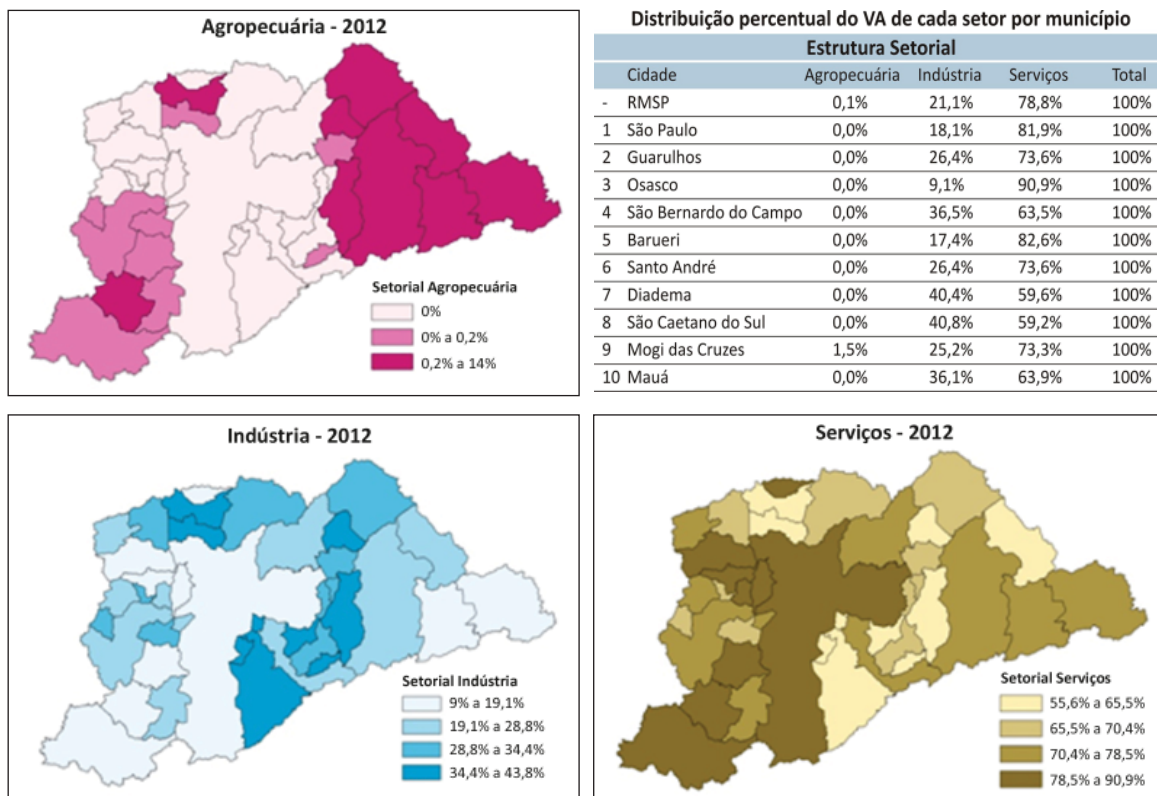 Agropecuária - 2012
Setorial Agropecuária
0%
0% a 0,2%
0,2% a 14%
Distribuição percentual do VA de cada setor por município
Estrutura Setorial
Cidade Agropecuária Indústria Serviços Total
- RMSP 0,1% 21,1% 78,8% 100%
1 São Paulo 0,0% 18,1% 81,9% 100%
2 Guarulhos 0,0% 26,4% 73,6% 100%
3 Osasco 0,0% 9,1% 90,9% 100%
4 São Bernardo do Campo 0,0% 36,5% 63,5% 100%
5 Barueri 0,0% 17,4% 82,6% 100%
6 Santo André 0,0% 26,4% 73,6% 100%
7 Diadema 0,0% 40,4% 59,6% 100%
8 São Caetano do Sul 0,0% 40,8% 59,2% 100%
9 Mogi das Cruzes 1,5% 25,2% 73,3% 100%
10 Mauá 0,0% 36,1% 63,9% 100%
Indústria - 2012
Setorial Indústria
9% a 19,1%
19,1% a 28,8%
28,8% a 34,4%
34,4% a 43,8%
Serviços - 2012
Setorial Serviços
55,6% a 65,5%
65,5% a 70,4%
70,4% a 78,5%
78,5% a 90,9%